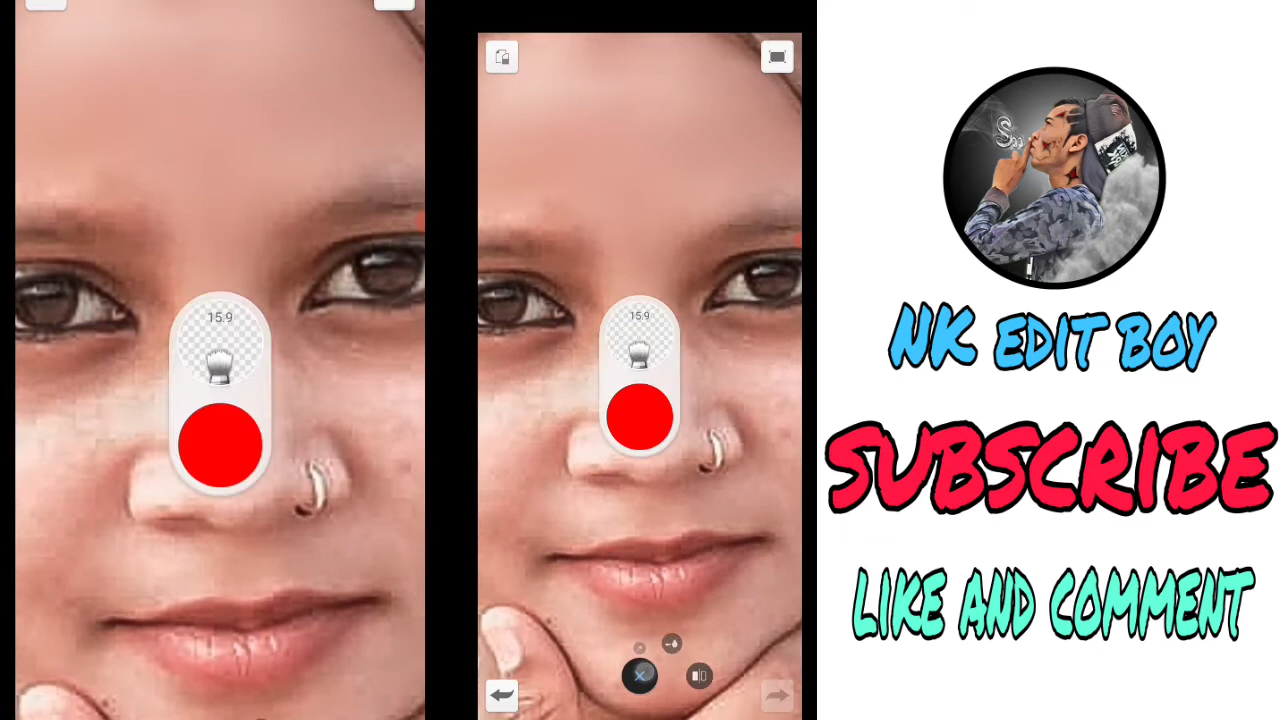 15.9
15.9
NK EDIT BOY
SUBSCRIBE
LIKE AND COMMENT